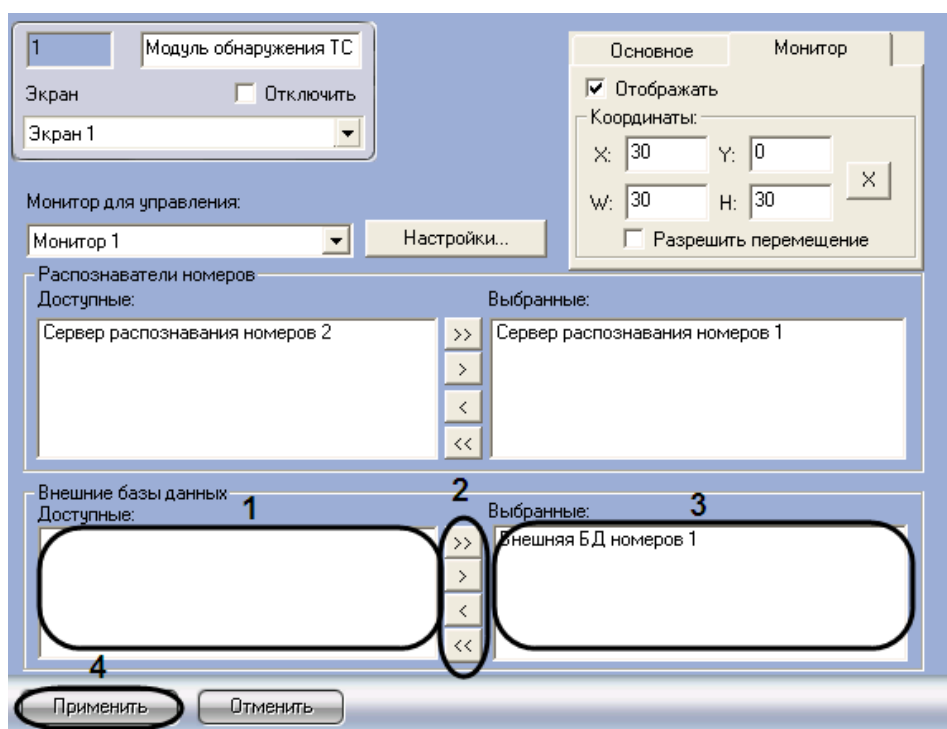 1
Модуль обнаружения ТС
Экран
Отключить
Экран 1
Основное
Монитор
Отображать
Координаты:
X: 30 Y: 0
X
W: 30 H: 30
Разрешить перемещение
Монитор для управления:
Монитор 1
Настройки...
Распознаватели номеров
Доступные:
Выбранные:
Сервер распознавания номеров 2
>>
Сервер распознавания номеров 1
>
<
<<
Внешние базы данных
1
2
3
Доступные:
Выбранные:
>>
Внешняя БД номеров 1
>
<
<<
4
Применить
Отменить